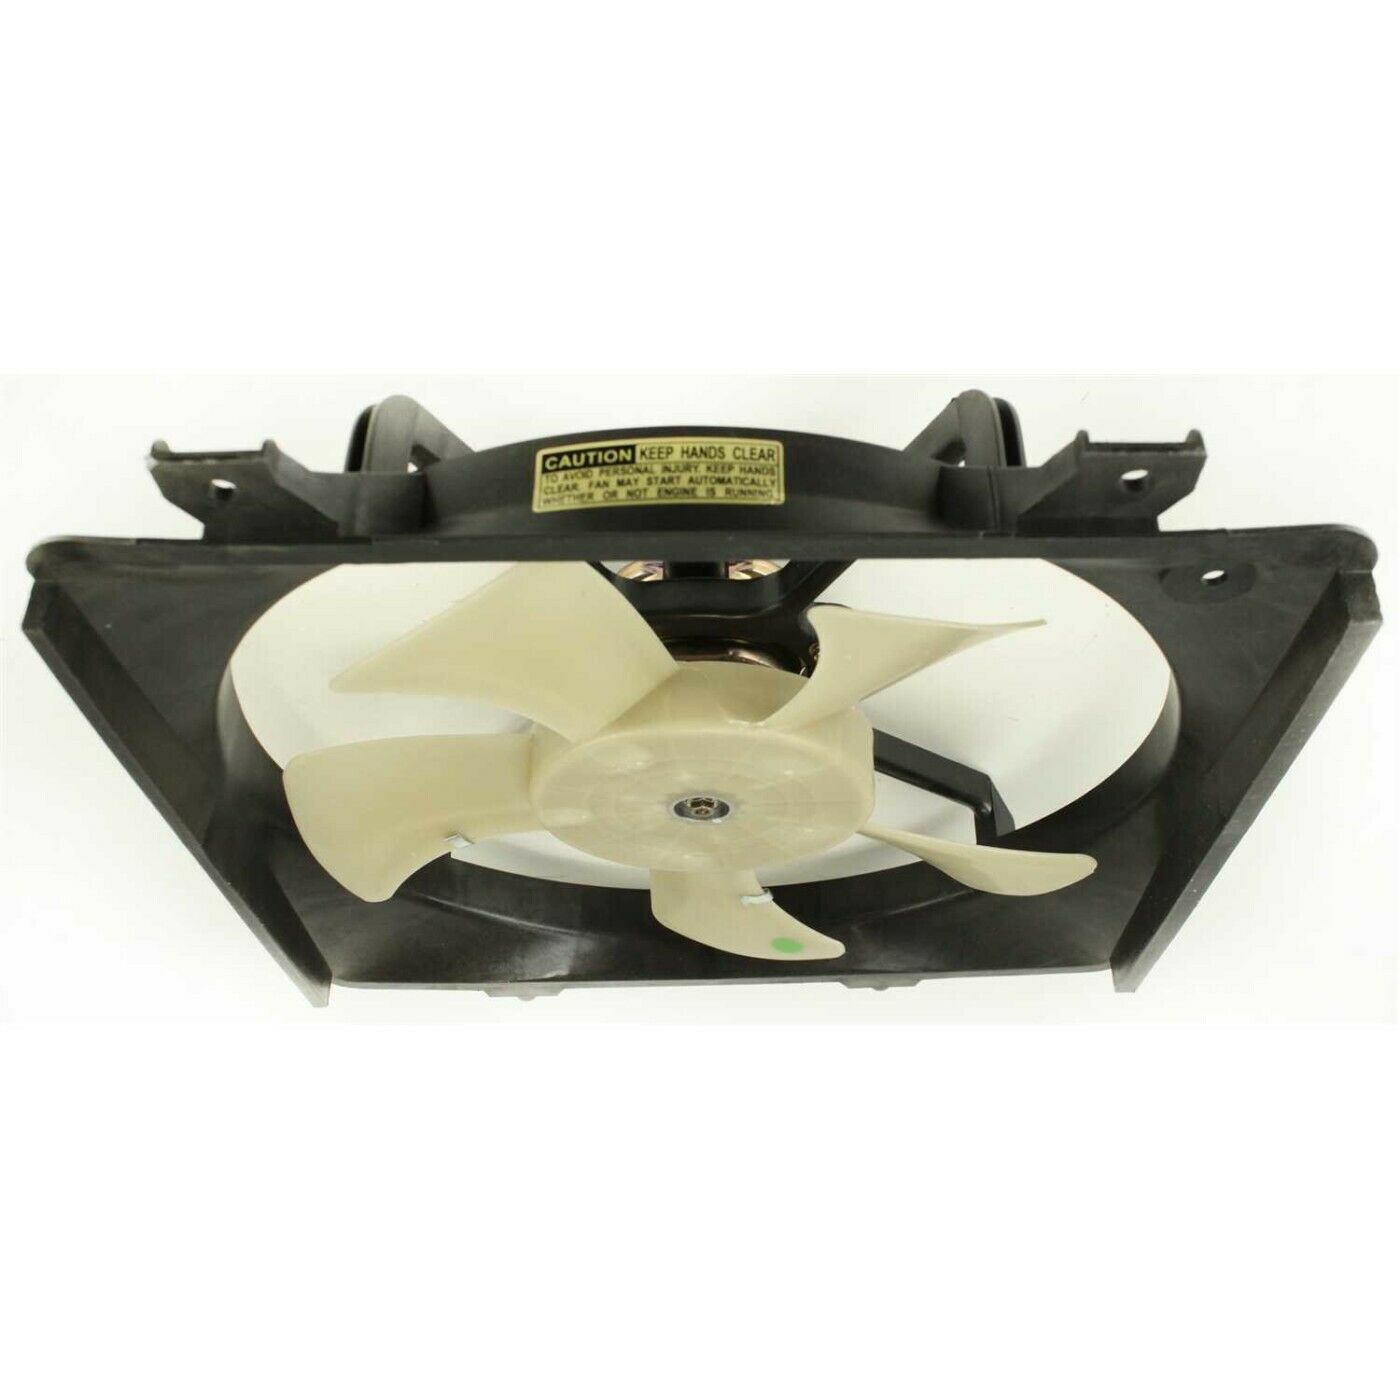 CAUTION KEEP HANDS CLEAR
TO AVOID PERSONAL INJURY, KEEP HANDS
CLEAR. FAN MAY START AUTOMATICALLY
WHETHER OR NOT ENGINE IS RUNNING.